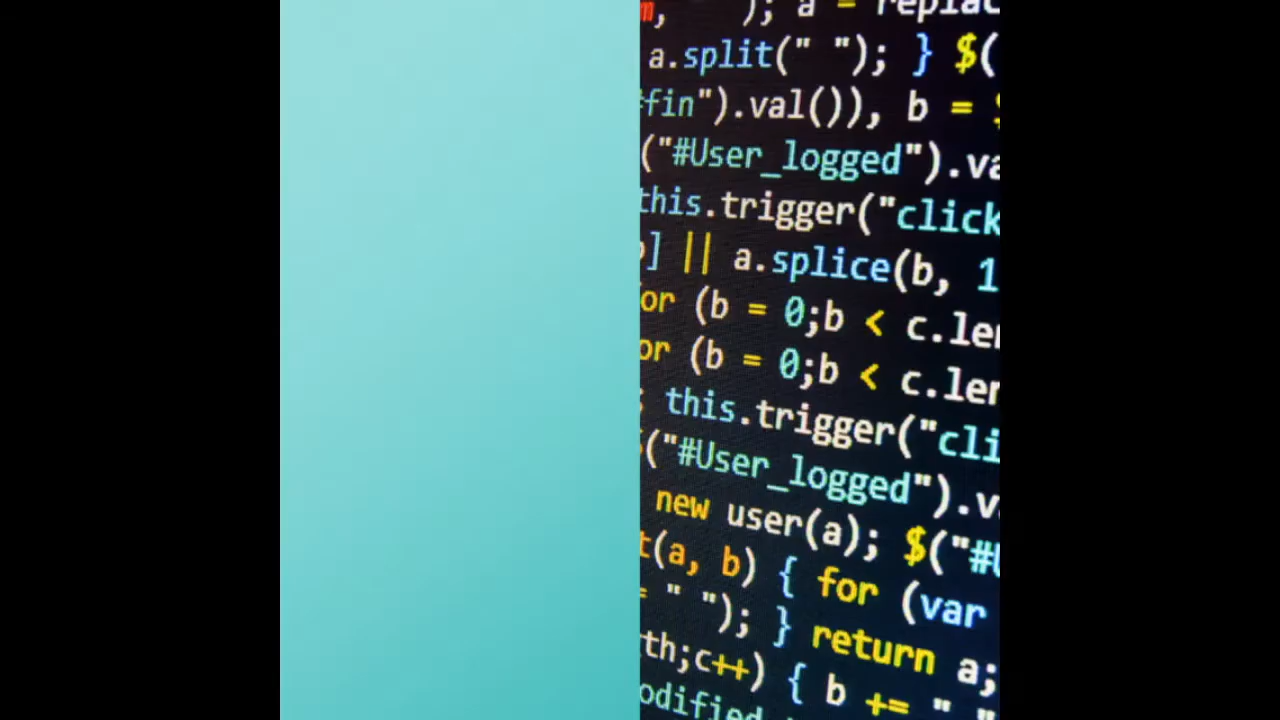 ); a = replac
a.split(" "); } $(
#fin").val()), b = $
("#User_logged").va
this.trigger("click
] || a.splice(b, 1
or (b = 0;b < c.len
or (b = 0;b < c.len
this.trigger("cli
$("#User_logged").v
new user(a); $("#U
t(a, b) { for (var
= " "); } return a;
th;c++) { b += " "
odified